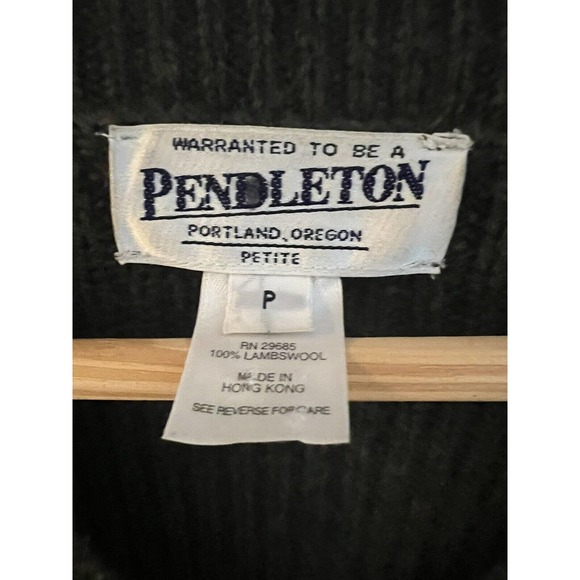 WARRANTED TO BE A
PENDLETON
PORTLAND, OREGON
PETITE
P
RN 29685
100% LAMBSWOOL
MADE IN
HONG KONG
SEE REVERSE FOR CARE